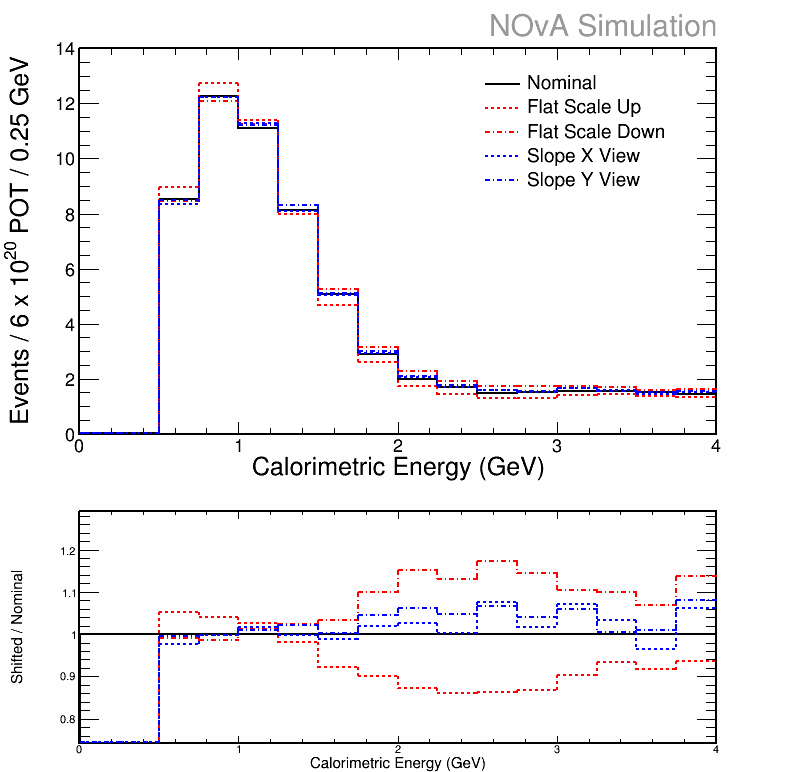 NOvA Simulation
14
12
10
8
6
4
2
0
Events / 6 x 10²⁰ POT / 0.25 GeV
Nominal
Flat Scale Up
Flat Scale Down
Slope X View
Slope Y View
0 1 2 3 4
Calorimetric Energy (GeV)
1.2
1.1
1
0.9
0.8
Shifted / Nominal
0 1 2 3 4
Calorimetric Energy (GeV)